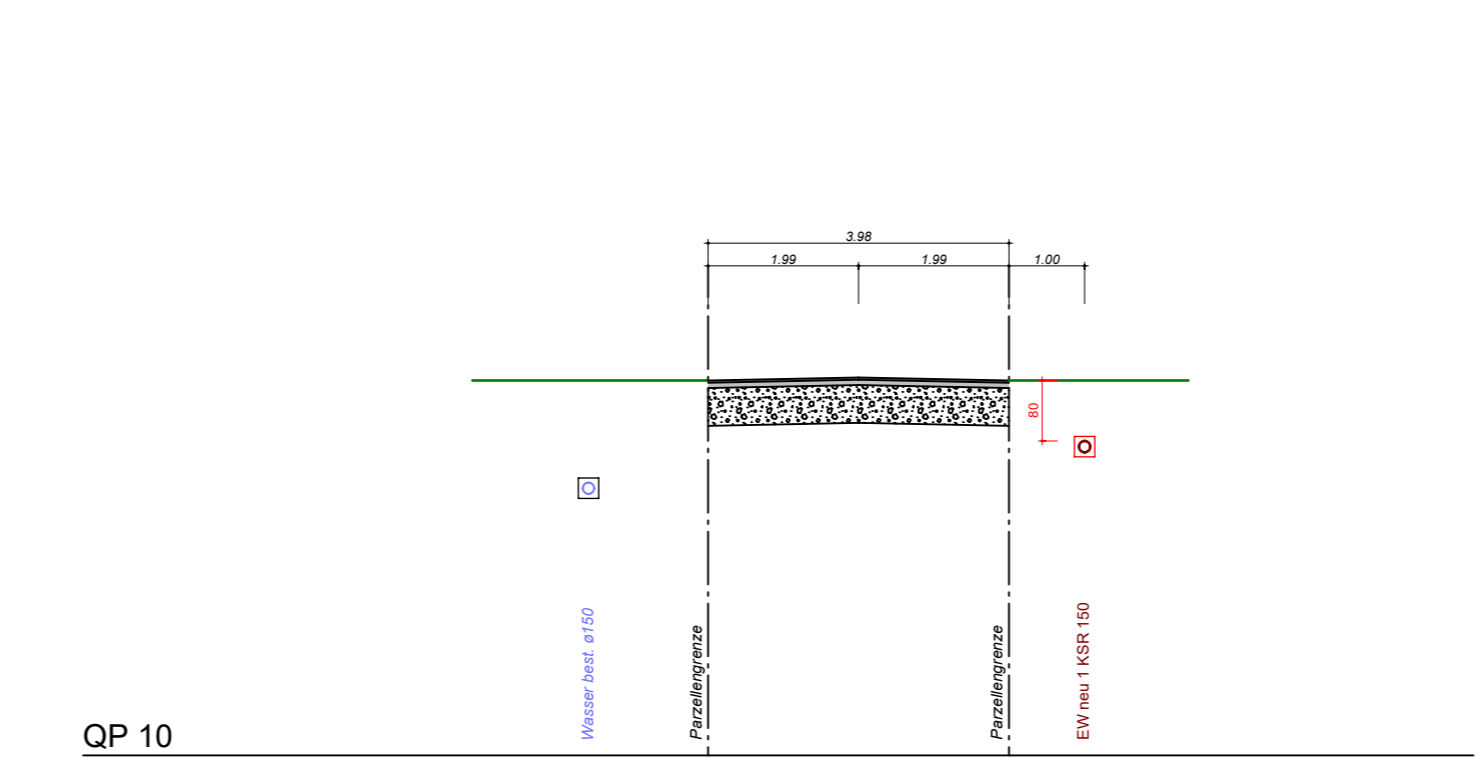 3.98
1.99
1.99
1.00
80
Wasser best. ø150
Parzellengrenze
Parzellengrenze
EW neu 1 KSR 150
QP 10